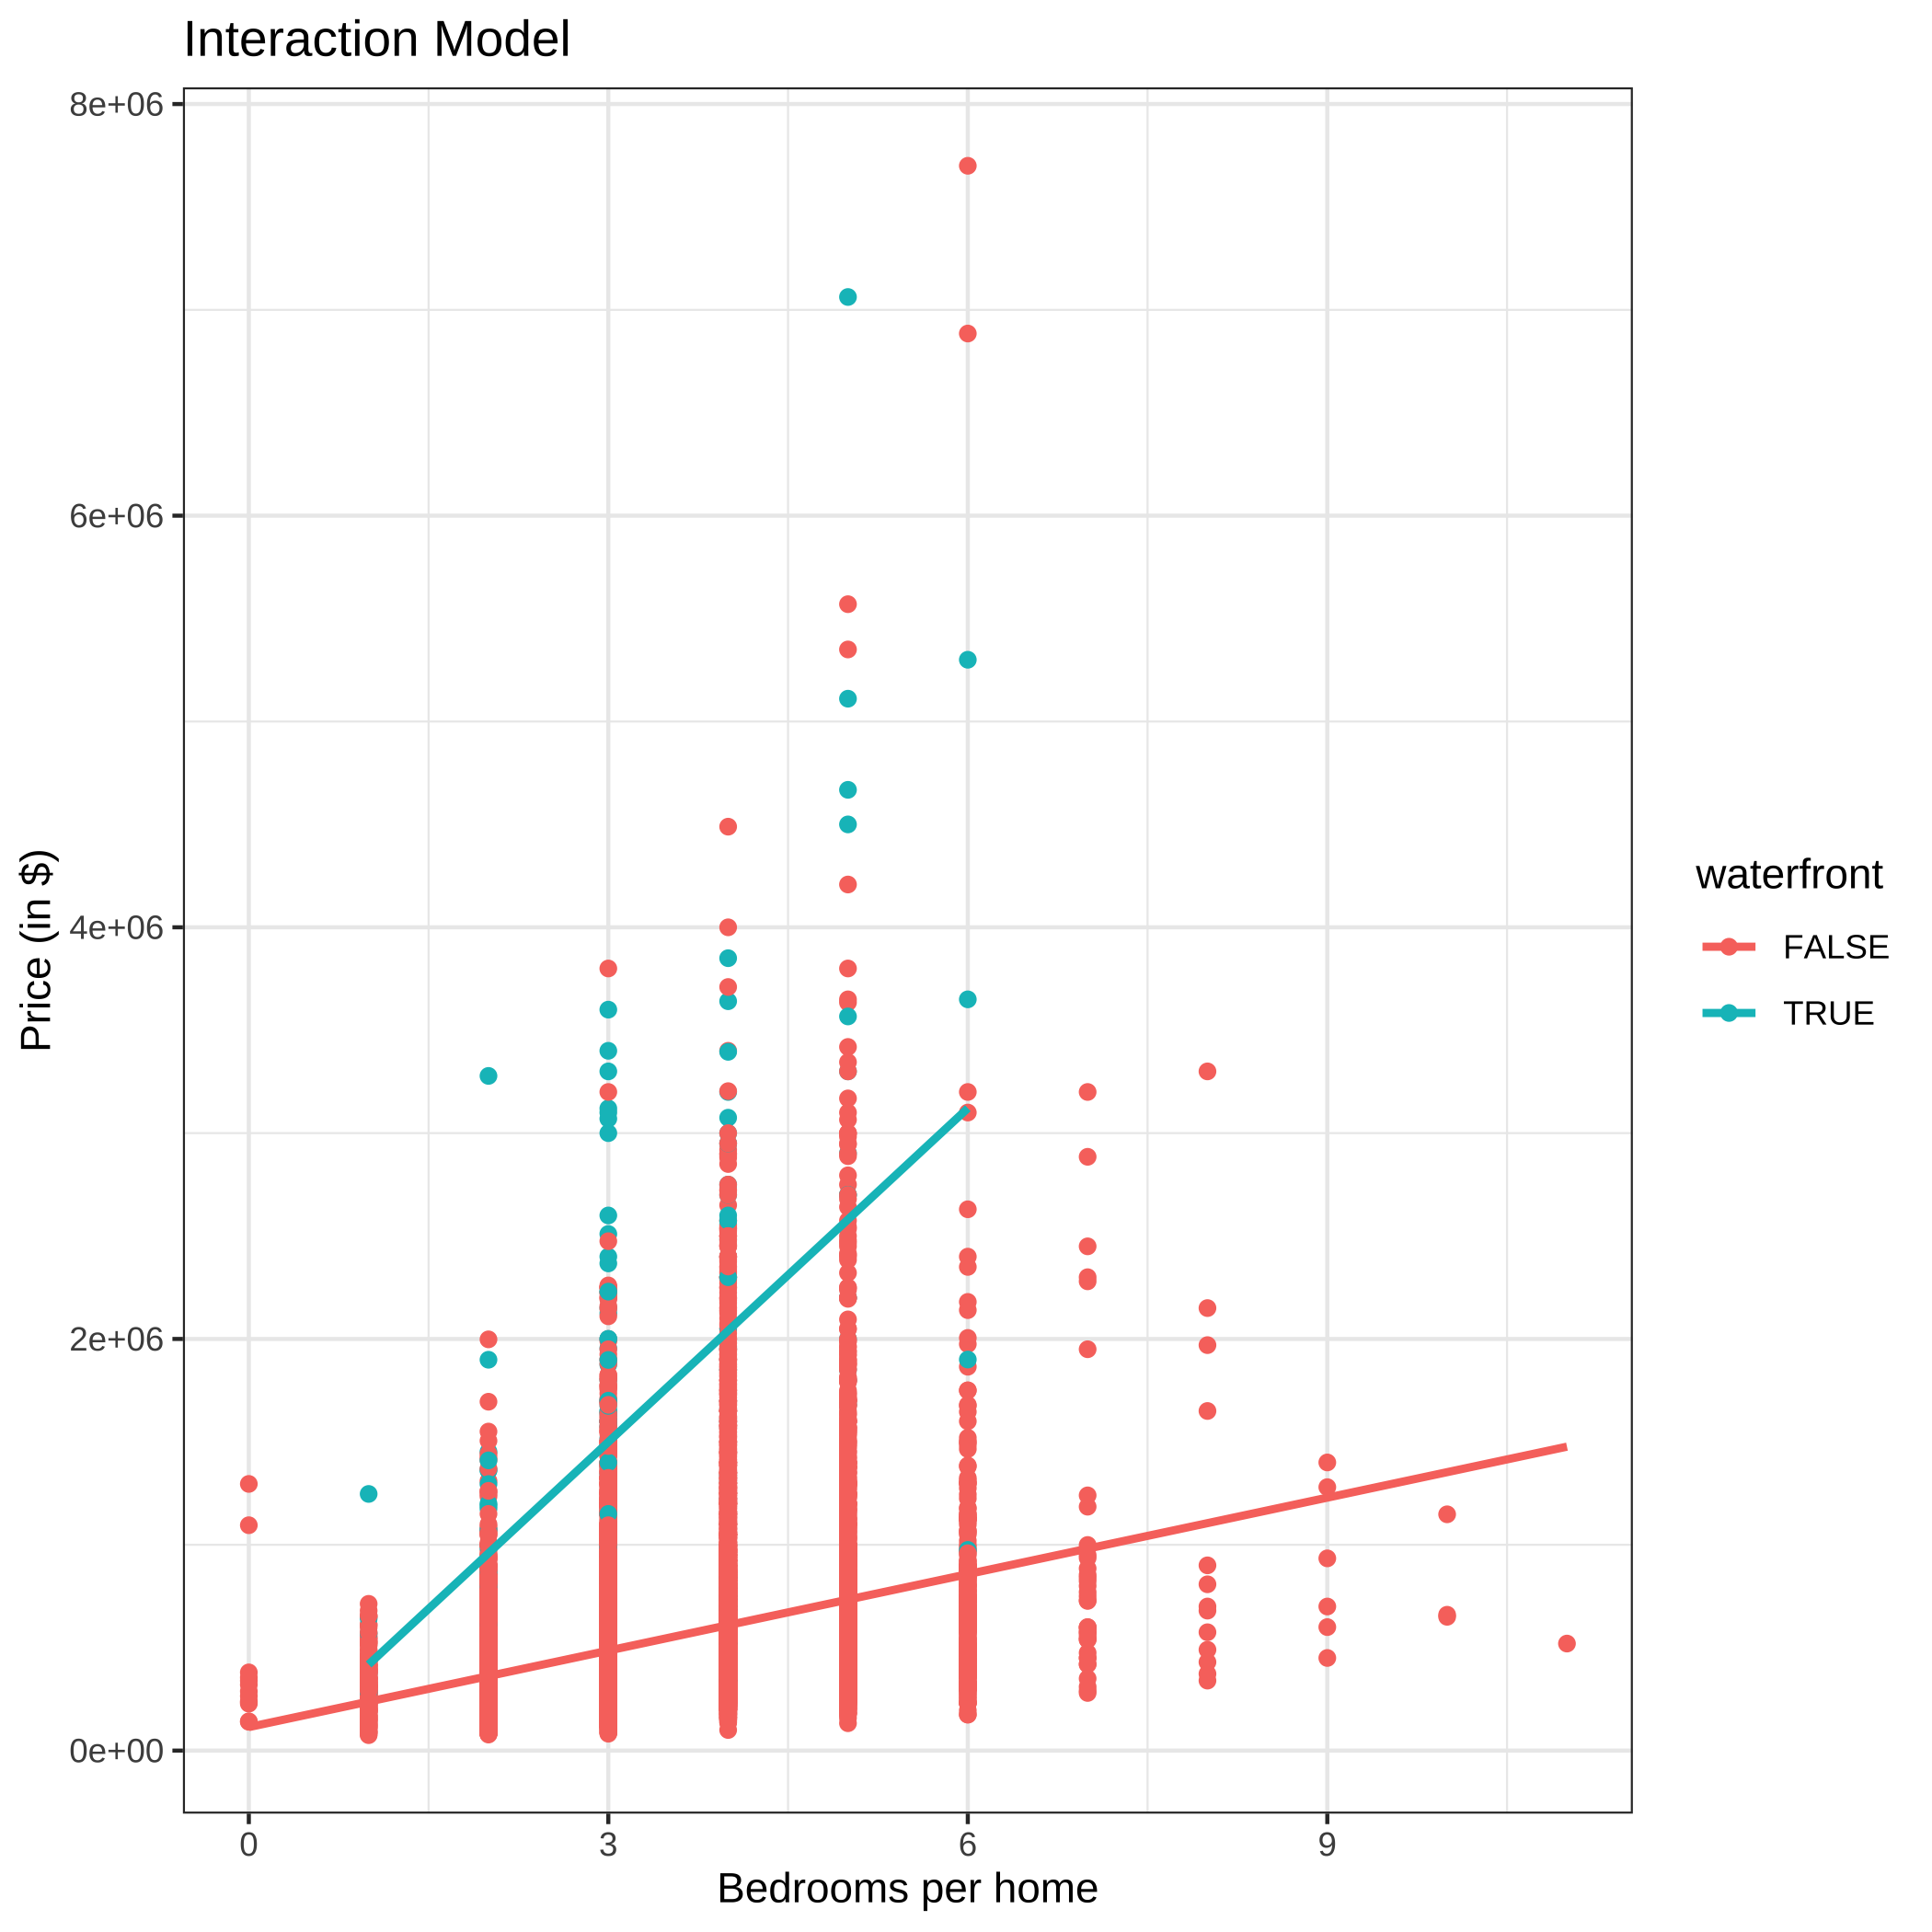 Interaction Model
8e+06
6e+06
4e+06
2e+06
0e+00
Price (in $)
0 3 6 9
Bedrooms per home
waterfront
FALSE
TRUE